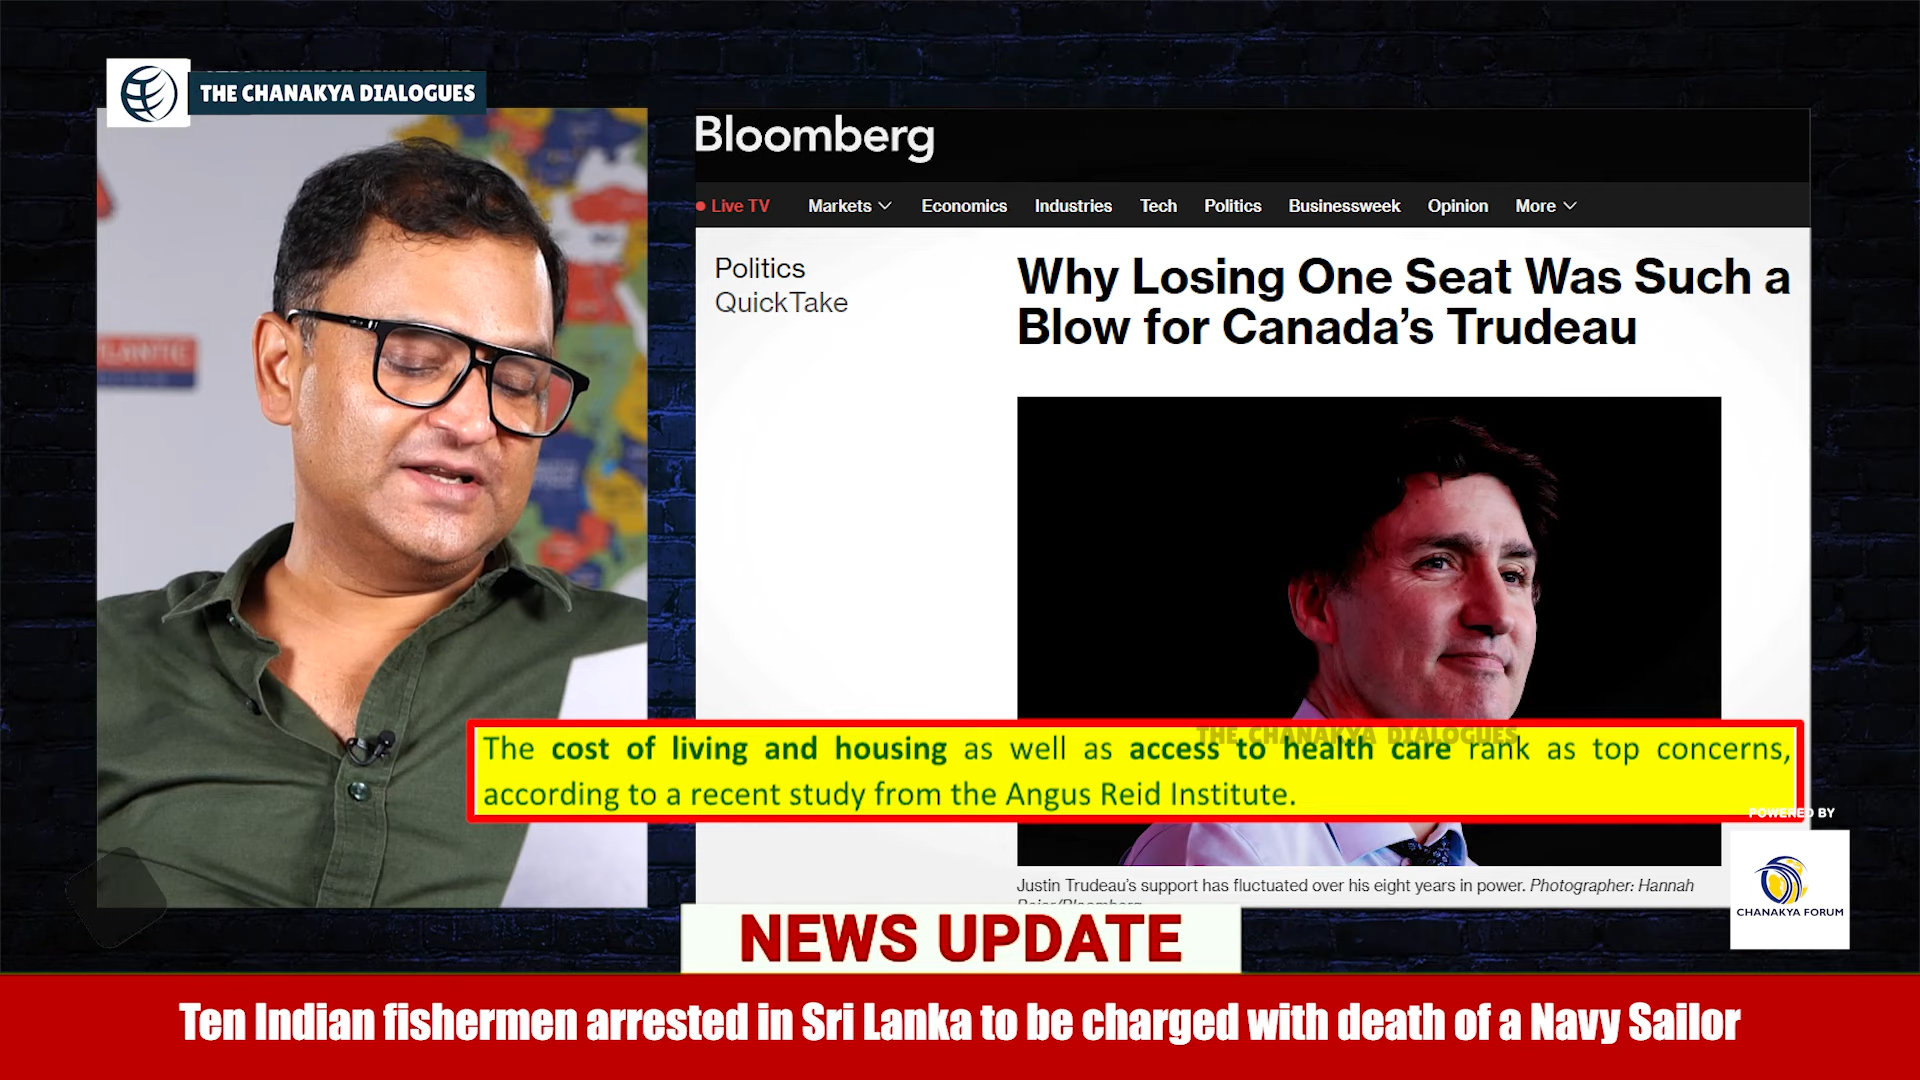 THE CHANAKYA DIALOGUES
LANTIC
Bloomberg
Live TV Markets Economics Industries Tech Politics Businessweek Opinion More
Politics
QuickTake
Why Losing One Seat Was Such a
Blow for Canada's Trudeau
THE CHANAKYA DIALOGUES
The cost of living and housing as well as access to health care rank as top concerns,
according to a recent study from the Angus Reid Institute.
POWERED BY
CHANAKYA FORUM
Justin Trudeau's support has fluctuated over his eight years in power. Photographer: Hannah
NEWS UPDATE
Ten Indian fishermen arrested in Sri Lanka to be charged with death of a Navy Sailor